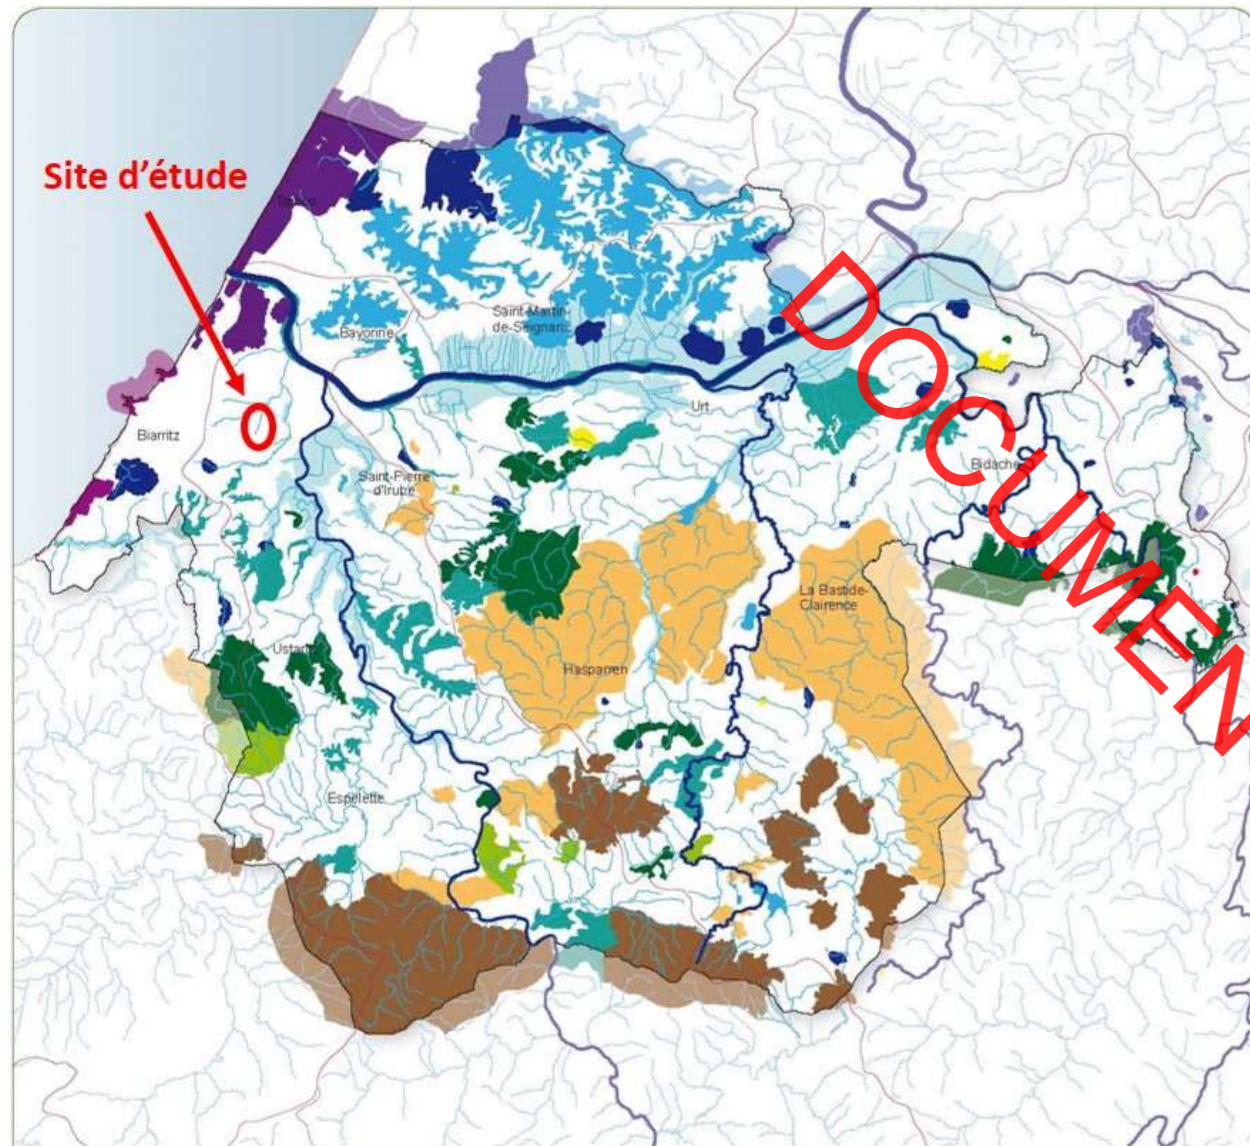 Site d'étude
Saint-Martin-
de-Seignanx
Bayonne
Urt
Biarritz
Bidache
Saint-Pierre
d'Irube
La Bastide-
Clairence
Hasparren
Espelette
DOCUMEN